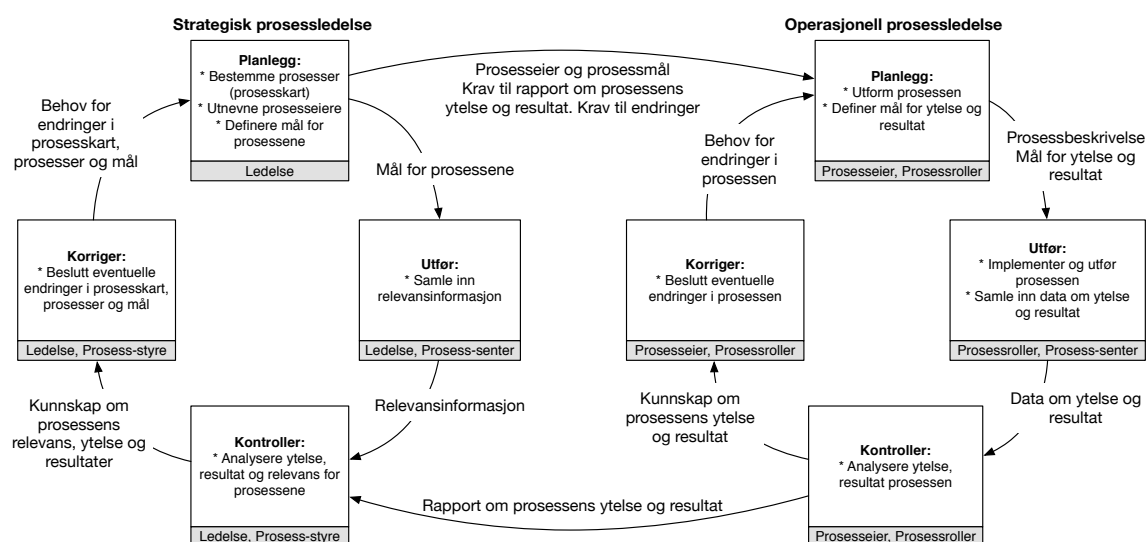 Strategisk prosessledelse
Planlegg:
* Bestemme prosesser
(prosesskart)
* Utnevne prosesseiere
* Definere mål for
prosessene
Ledelse
Mål for prosessene
Utfør:
* Samle inn
relevansinformasjon
Ledelse, Prosess-senter
Relevansinformasjon
Kontroller:
* Analysere ytelse,
resultat og relevans for
prosessene
Ledelse, Prosess-styre
Kunnskap om
prosessens
relevans, ytelse og
resultater
Korriger:
* Beslutt eventuelle
endringer i prosesskart,
prosesser og mål
Ledelse, Prosess-styre
Behov for
endringer i
prosesskart,
prosesser og mål
Prosesseier og prosessmål
Krav til rapport om prosessens
ytelse og resultat. Krav til endringer
Operasjonell prosessledelse
Planlegg:
* Utform prosessen
* Definer mål for ytelse og
resultat
Prosesseier, Prosessroller
Prosessbeskrivelse
Mål for ytelse og
resultat
Utfør:
* Implementer og utfør
prosessen
* Samle inn data om ytelse
og resultat
Prosessroller, Prosess-senter
Data om ytelse og
resultat
Kontroller:
* Analysere ytelse,
resultat prosessen
Prosesseier, Prosessroller
Kunnskap om
prosessens ytelse
og resultat
Korriger:
* Beslutt eventuelle
endringer i prosessen
Prosesseier, Prosessroller
Behov for
endringer i
prosessen
Rapport om prosessens ytelse og resultat